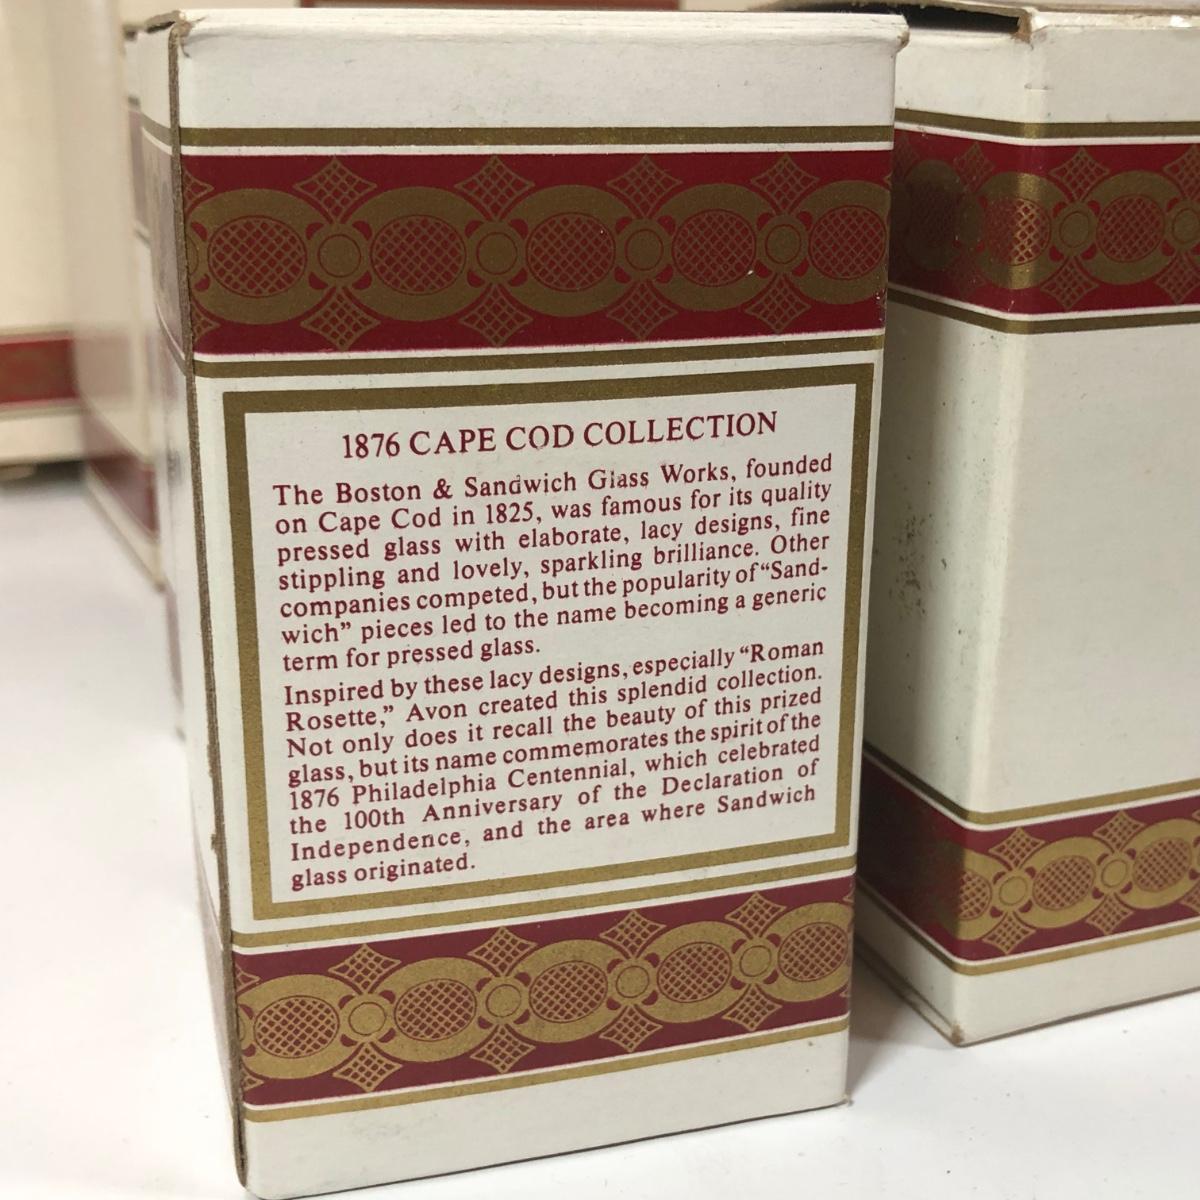 1876 CAPE COD COLLECTION
The Boston & Sandwich Glass Works, founded
on Cape Cod in 1825, was famous for its quality
pressed glass with elaborate, lacy designs, fine
stippling and lovely, sparkling brilliance. Other
companies competed, but the popularity of “Sand-
wich” pieces led to the name becoming a generic
term for pressed glass.
Inspired by these lacy designs, especially “Roman
Rosette,” Avon created this splendid collection.
Not only does it recall the beauty of this prized
glass, but its name commemorates the spirit of the
1876 Philadelphia Centennial, which celebrated
the 100th Anniversary of the Declaration of
Independence, and the area where Sandwich
glass originated.